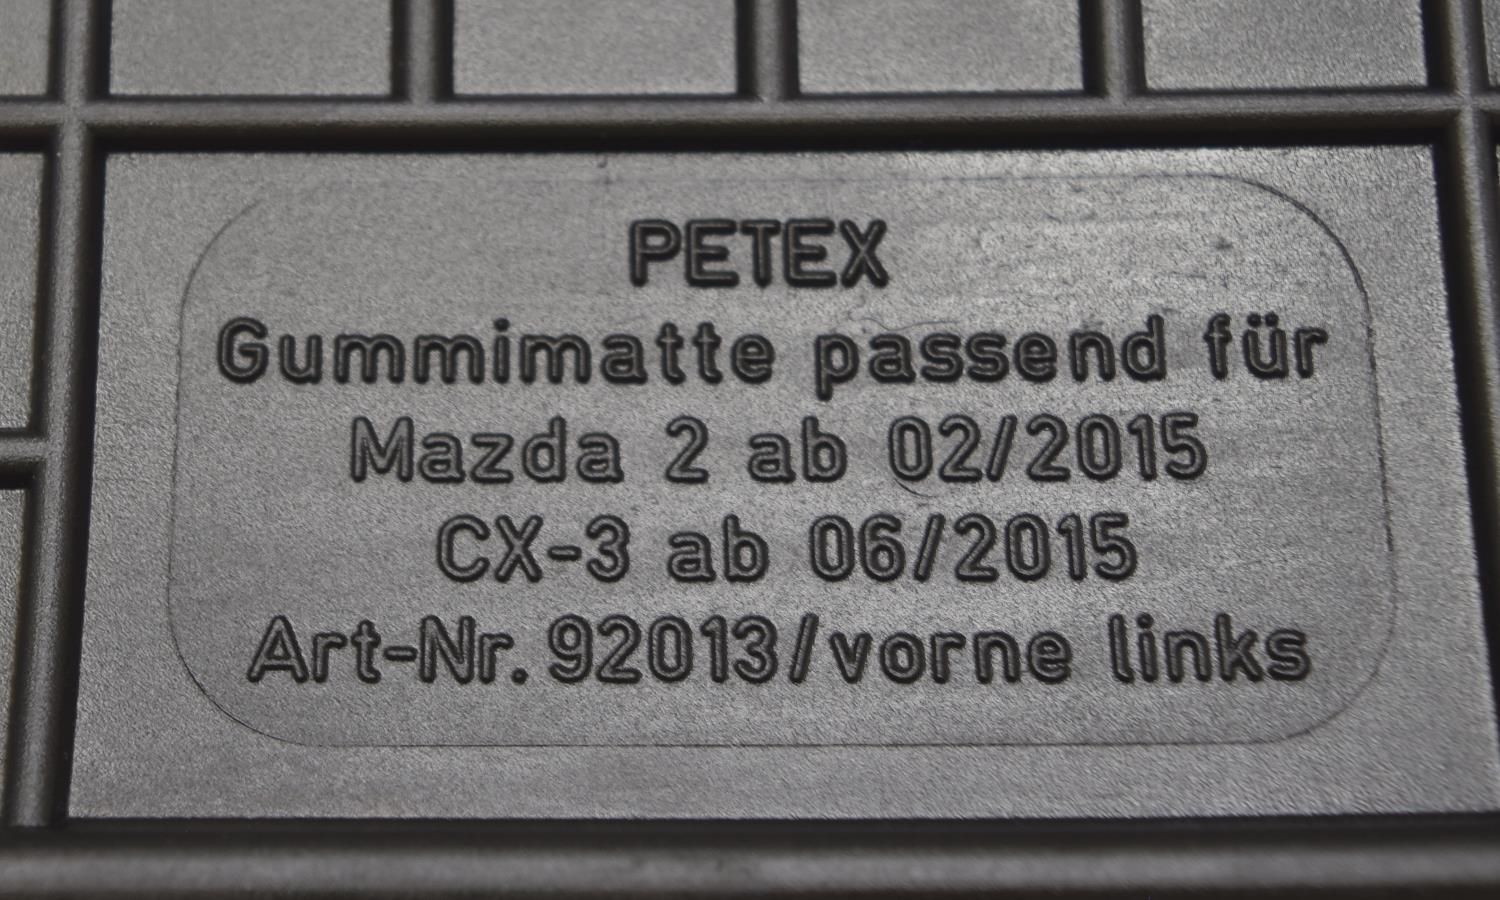 PETEX
Gummimatte passend für
Mazda 2 ab 02/2015
CX-3 ab 06/2015
Art-Nr. 92013/vorne links